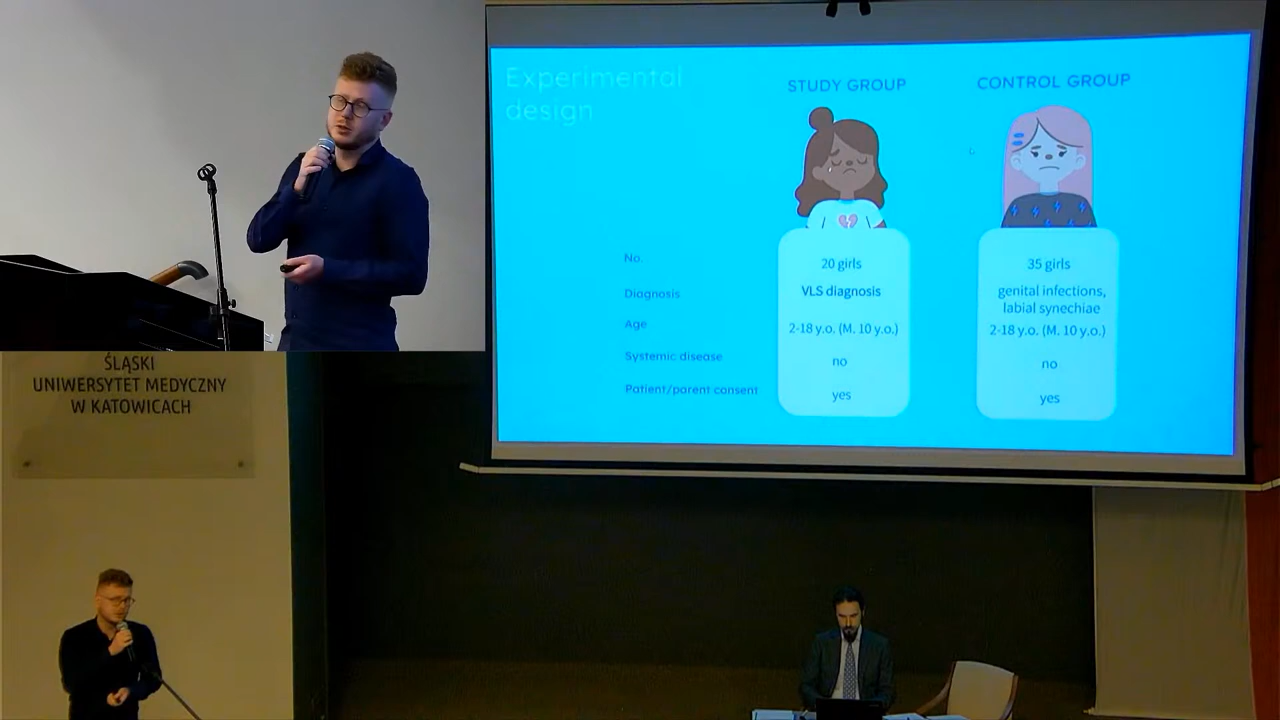 Experimental
design
STUDY GROUP
CONTROL GROUP
No.
20 girls
35 girls
Diagnosis
VLS diagnosis
genital infections,
labial synechiae
Age
2-18 y.o. (M. 10 y.o.)
2-18 y.o. (M. 10 y.o.)
Systemic disease
no
no
Patient/parent consent
yes
yes
ŚLĄSKI
UNIWERSYTET MEDYCZNY
W KATOWICACH